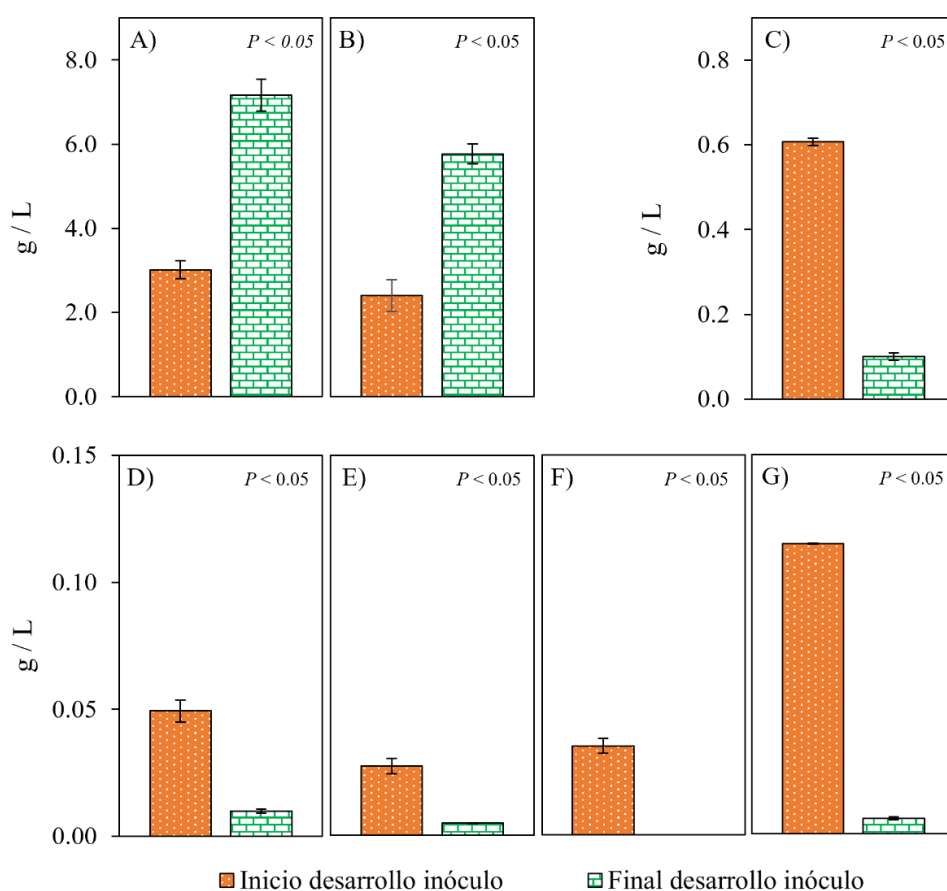 A)
P < 0.05
B)
P < 0.05
C)
P < 0.05
8.0
6.0
4.0
2.0
0.0
g / L
0.8
0.6
0.4
0.2
0.0
g / L
D)
P < 0.05
E)
P < 0.05
F)
P < 0.05
G)
P < 0.05
0.15
0.10
0.05
0.00
g / L
Inicio desarrollo inóculo
Final desarrollo inóculo